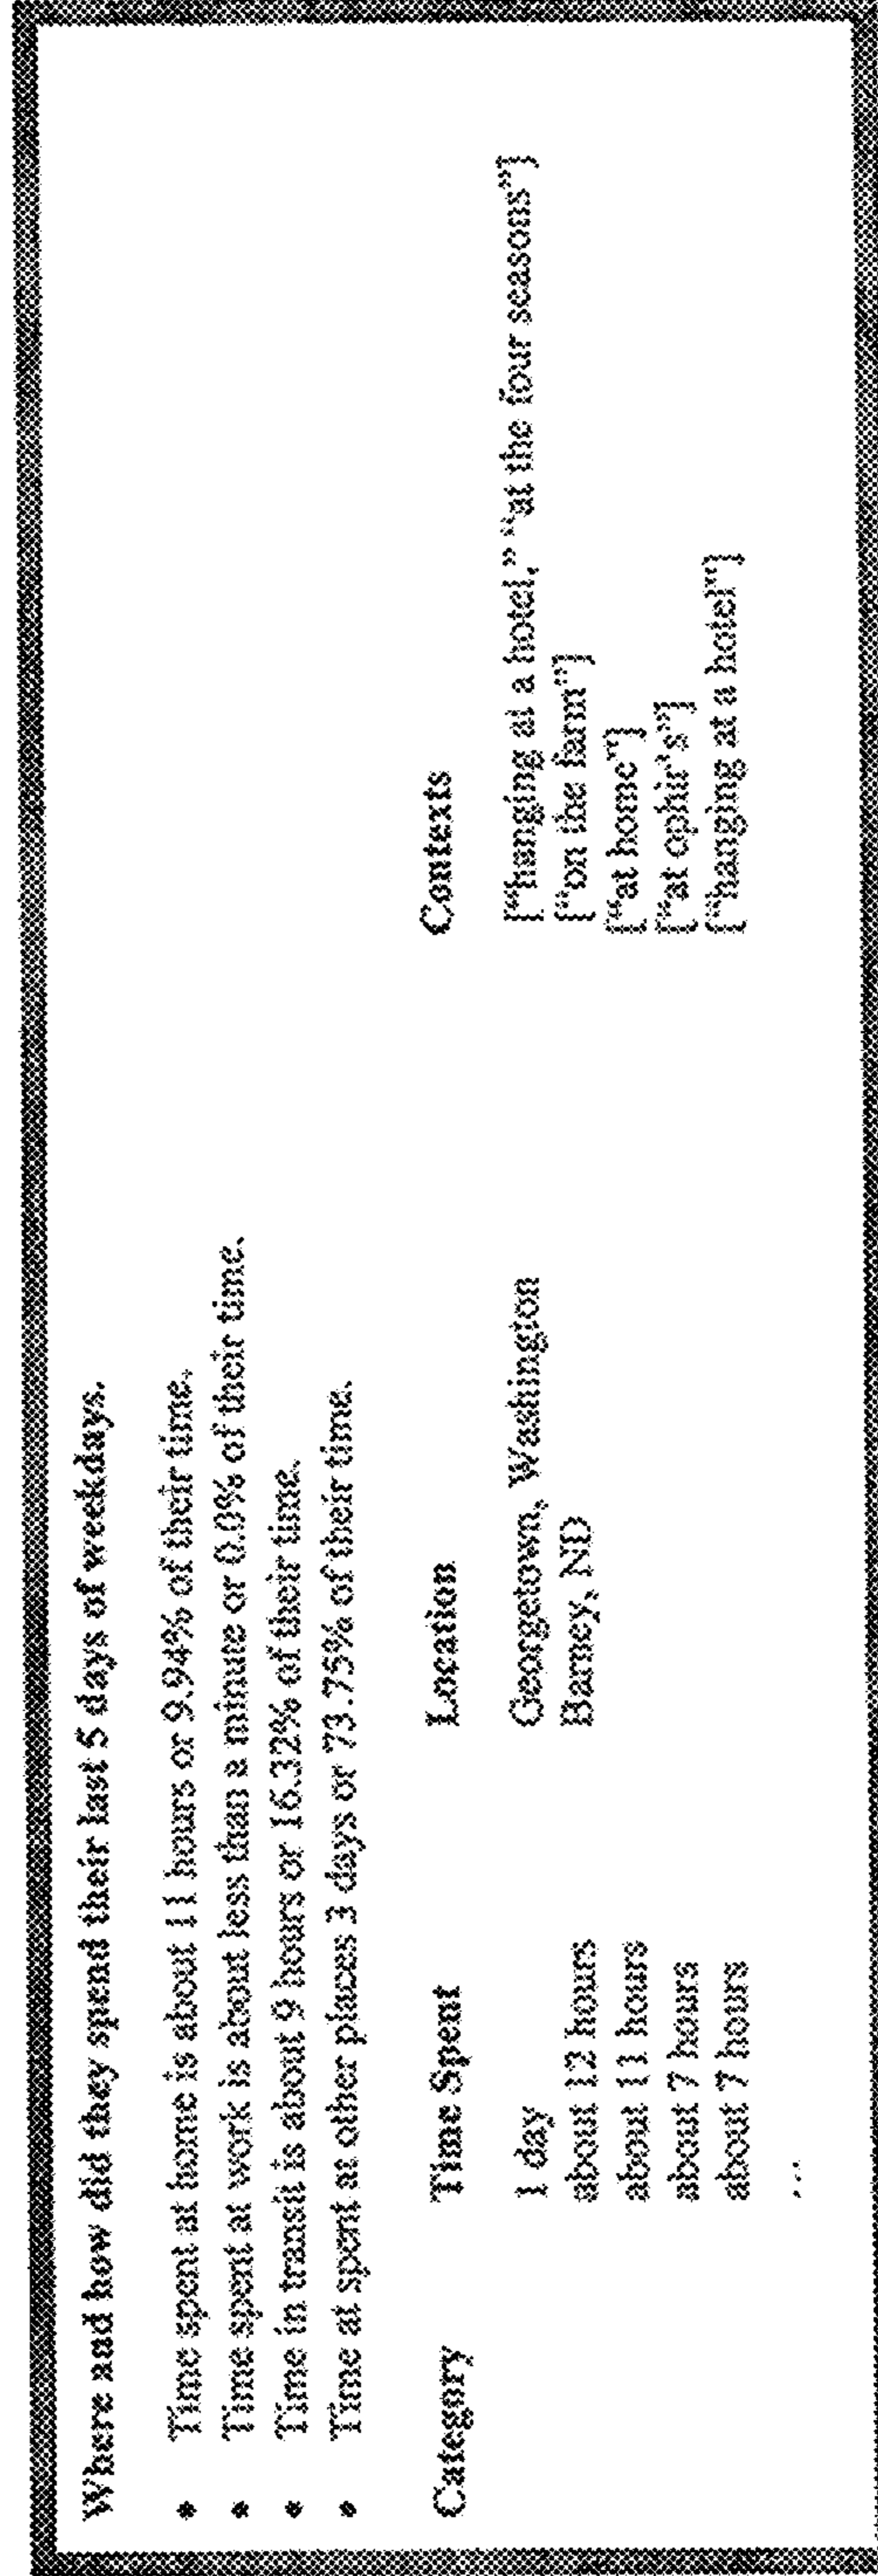 Where and how did they spend their last 5 days of weekdays.
• Time spent at home is about 11 hours or 9.94% of their time.
• Time spent at work is about less than a minute or 0.0% of their time.
• Time in transit is about 9 hours or 16.32% of their time.
• Time at spent at other places 3 days or 73.75% of their time.
Category Time Spent Location Contexts
1 day Georgetown, Washington ["hanging at a hotel," "at the four seasons"]
about 12 hours Barney, ND ["on the farm"]
about 11 hours ["at home"]
about 7 hours ["at ophir's"]
about 7 hours ["hanging at a hotel"]
...